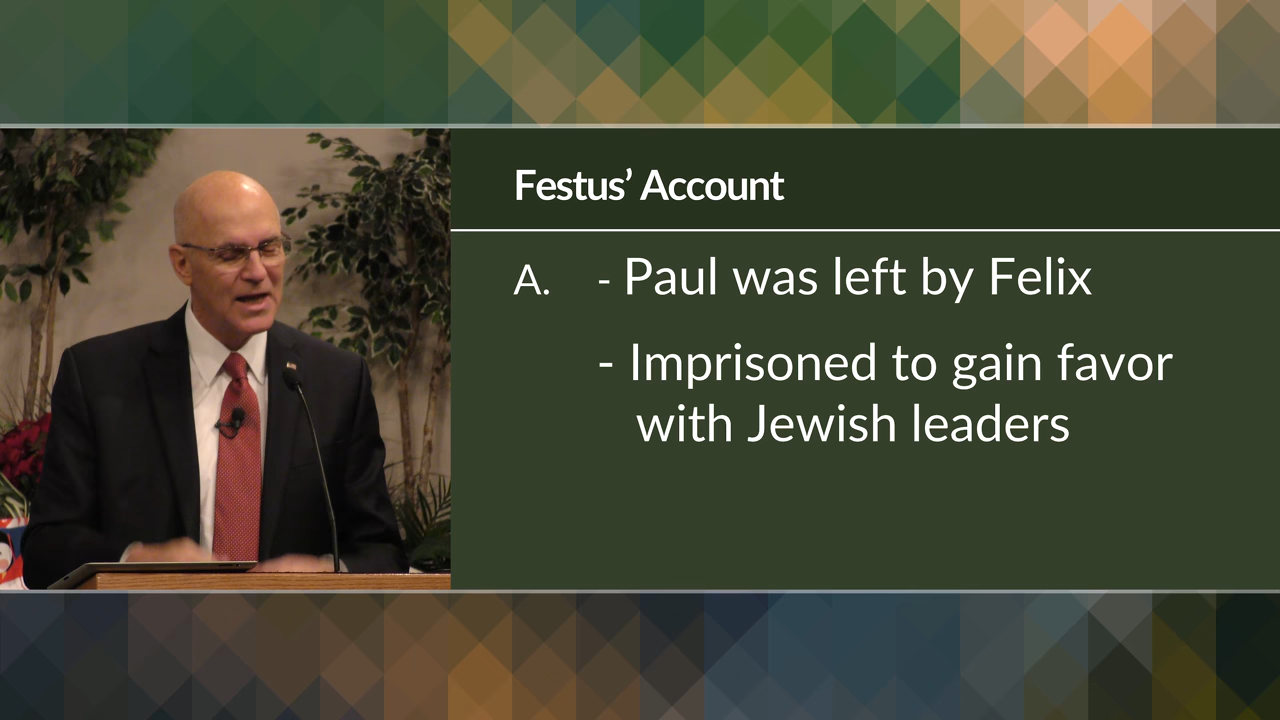 Festus’ Account
A. - Paul was left by Felix
- Imprisoned to gain favor
with Jewish leaders